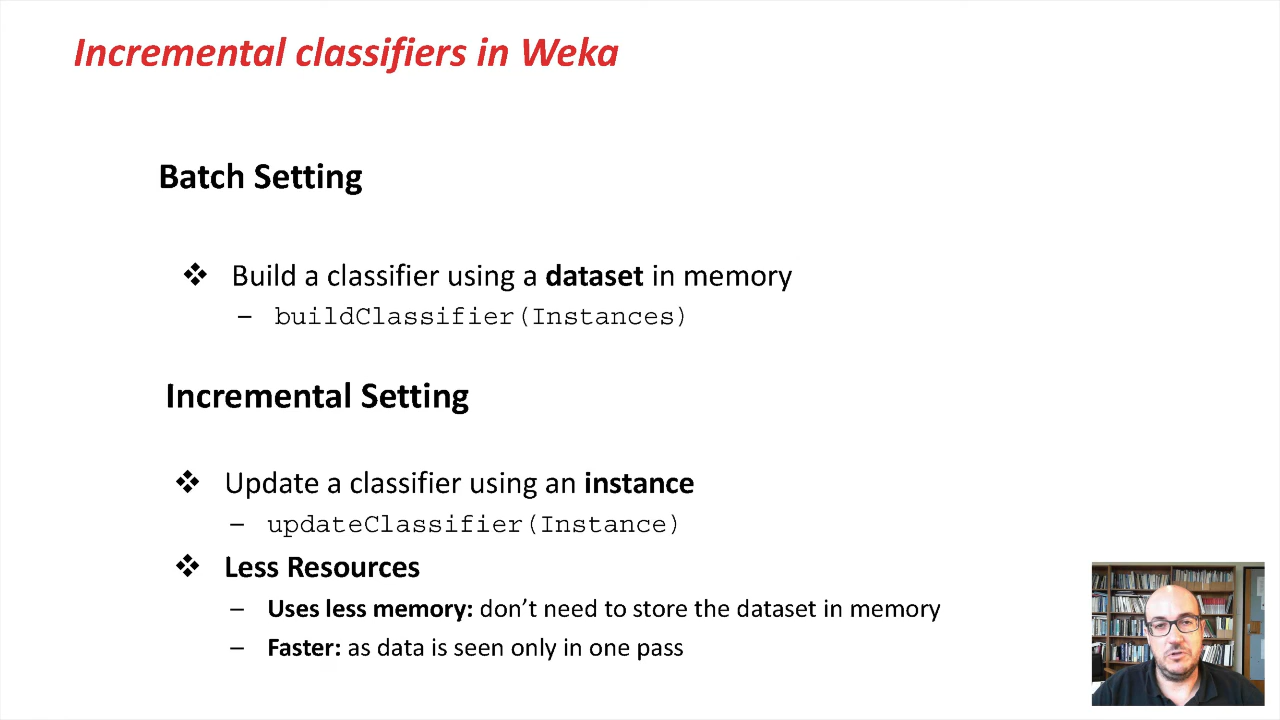 Incremental classifiers in Weka
Batch Setting
❖ Build a classifier using a dataset in memory
– buildClassifier(Instances)
Incremental Setting
❖ Update a classifier using an instance
– updateClassifier(Instance)
❖ Less Resources
– Uses less memory: don’t need to store the dataset in memory
– Faster: as data is seen only in one pass